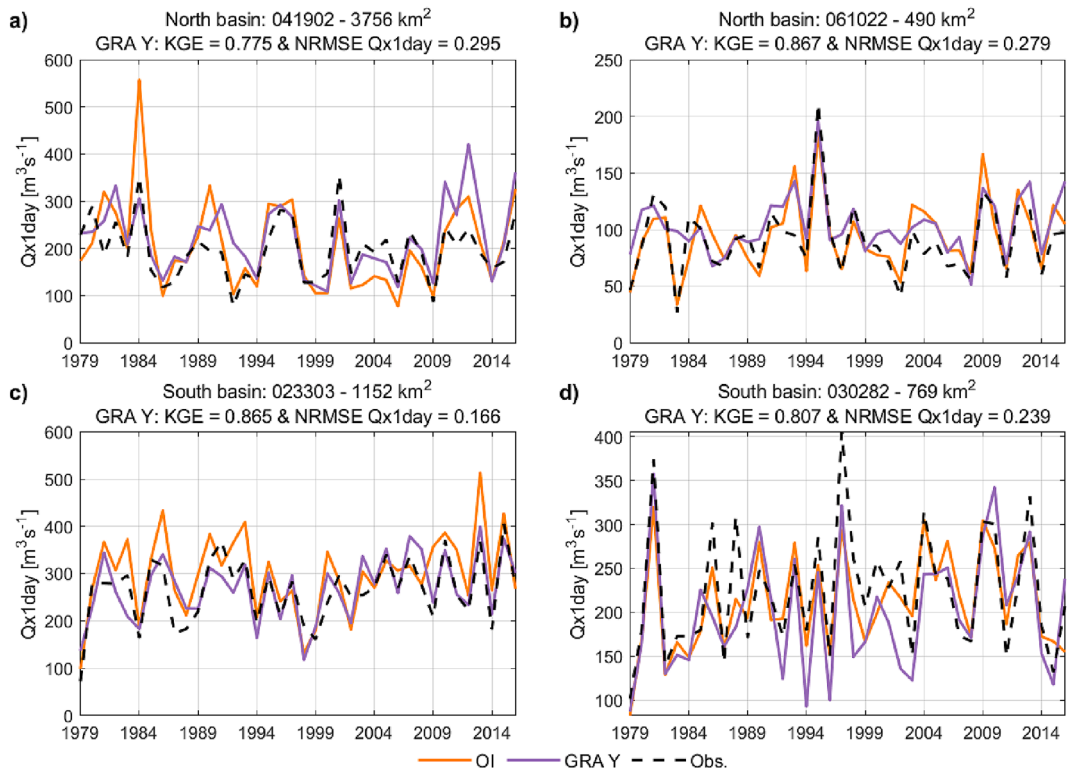 a)
North basin: 041902 - 3756 km²
GRA Y: KGE = 0.775 & NRMSE Qx1day = 0.295
Qx1day [m³s⁻¹]
600
500
400
300
200
100
0
1979 1984 1989 1994 1999 2004 2009 2014
b)
North basin: 061022 - 490 km²
GRA Y: KGE = 0.867 & NRMSE Qx1day = 0.279
Qx1day [m³s⁻¹]
250
200
150
100
50
0
1979 1984 1989 1994 1999 2004 2009 2014
c)
South basin: 023303 - 1152 km²
GRA Y: KGE = 0.865 & NRMSE Qx1day = 0.166
Qx1day [m³s⁻¹]
600
500
400
300
200
100
0
1979 1984 1989 1994 1999 2004 2009 2014
d)
South basin: 030282 - 769 km²
GRA Y: KGE = 0.807 & NRMSE Qx1day = 0.239
Qx1day [m³s⁻¹]
400
350
300
250
200
150
100
1979 1984 1989 1994 1999 2004 2009 2014
OI GRA Y Obs.